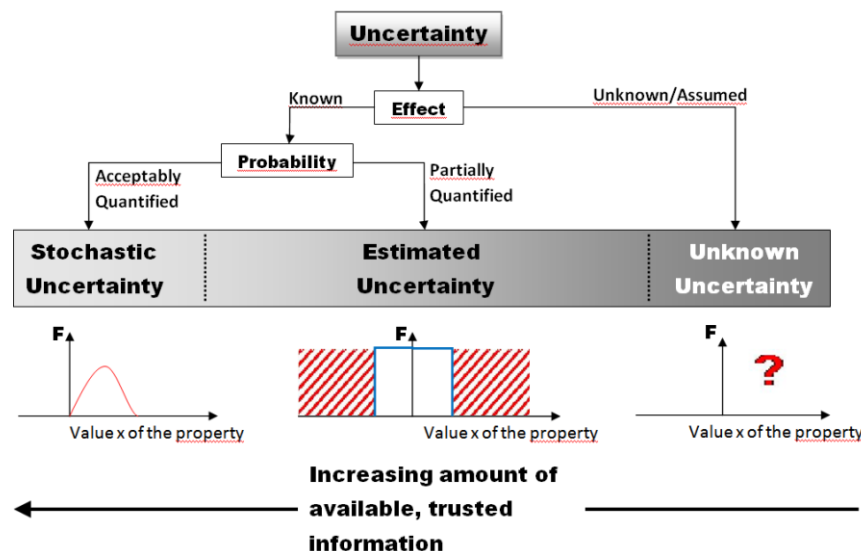 Uncertainty
Known
Effect
Unknown/Assumed
Probability
Acceptably
Quantified
Partially
Quantified
Stochastic
Uncertainty
Estimated
Uncertainty
Unknown
Uncertainty
F
Value x of the property
F
Value x of the property
F
?
Value x of the property
Increasing amount of
available, trusted
information